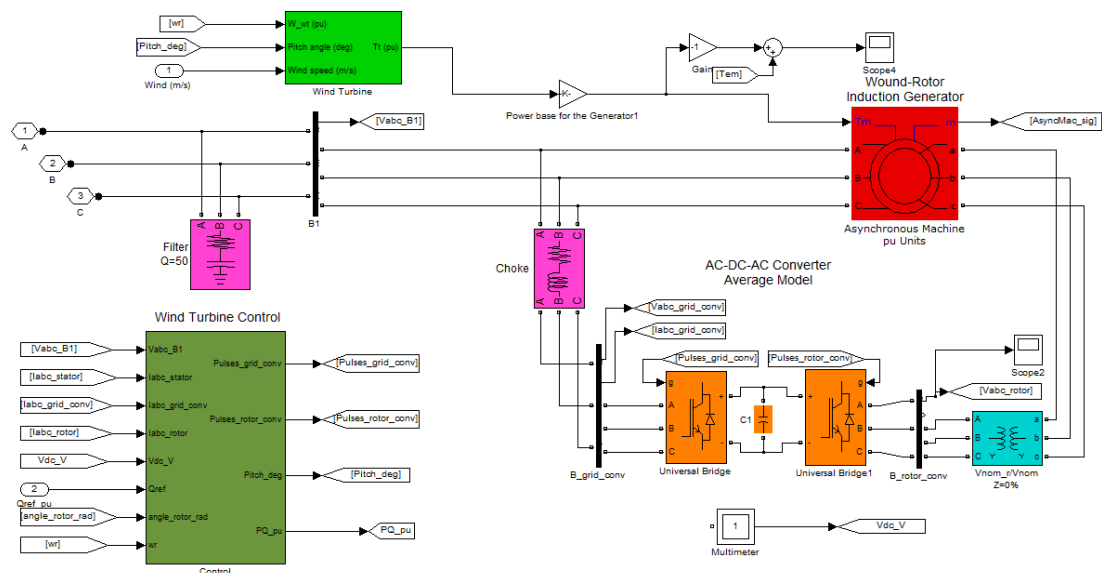 [wr]
W_wt (pu)
[Pitch_deg]
Pitch angle (deg)
Tt (pu)
1
Wind speed (m/s)
Wind (m/s)
Wind Turbine
-K-
Power base for the Generator1
-1
Gain
[Tem]
Scope4
Wound-Rotor
Induction Generator
Tm
m
[AsyncMac_sig]
A
B
C
a
b
c
Asynchronous Machine
pu Units
1
A
2
B
3
C
[Vabc_B1]
B1
A
B
C
Filter
Q=50
A
B
C
Choke
A
B
C
AC-DC-AC Converter
Average Model
[Vabc_grid_conv]
[Iabc_grid_conv]
[Pulses_grid_conv]
[Pulses_rotor_conv]
B_grid_conv
g
A
B
C
+
-
Universal Bridge
C1
g
+
-
A
B
C
Universal Bridge1
B_rotor_conv
Scope2
[Vabc_rotor]
A
B
C
a
b
c
Y
Y
Vnom_r/Vnom
Z=0%
1
Multimeter
Vdc_V
Wind Turbine Control
[Vabc_B1]
Vabc_B1
[Iabc_stator]
Iabc_stator
[Iabc_grid_conv]
Iabc_grid_conv
[Iabc_rotor]
Iabc_rotor
Vdc_V
Vdc_V
2
Qref_pu
Qref
[angle_rotor_rad]
angle_rotor_rad
[wr]
wr
Pulses_grid_conv
[Pulses_grid_conv]
Pulses_rotor_conv
[Pulses_rotor_conv]
Pitch_deg
[Pitch_deg]
PQ_pu
PQ_pu
Control